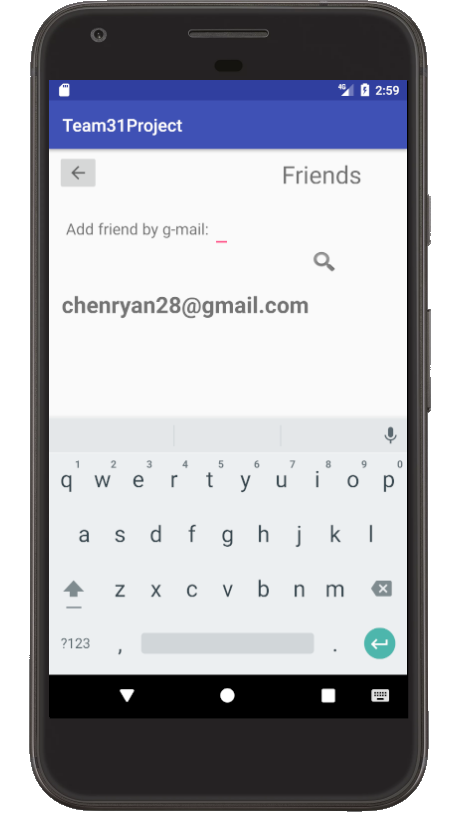 4G 2:59
Team31Project
Friends
Add friend by g-mail:
chenryan28@gmail.com
1 2 3 4 5 6 7 8 9 0
q w e r t y u i o p
a s d f g h j k l
z x c v b n m
?123 , .